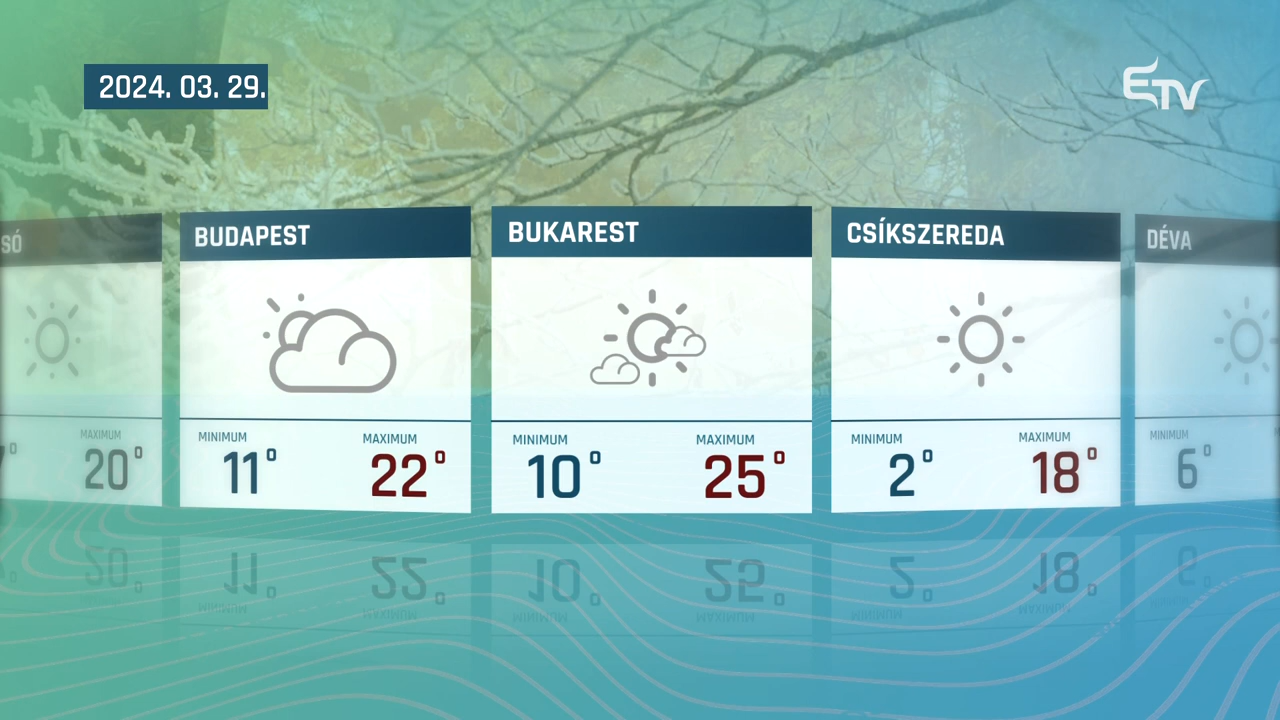 2024. 03. 29.
ETV
SÓ
BUDAPEST
BUKAREST
CSÍKSZEREDA
DÉVA
MAXIMUM
20°
MINIMUM
11°
MAXIMUM
22°
MINIMUM
10°
MAXIMUM
25°
MINIMUM
2°
MAXIMUM
18°
MINIMUM
6°